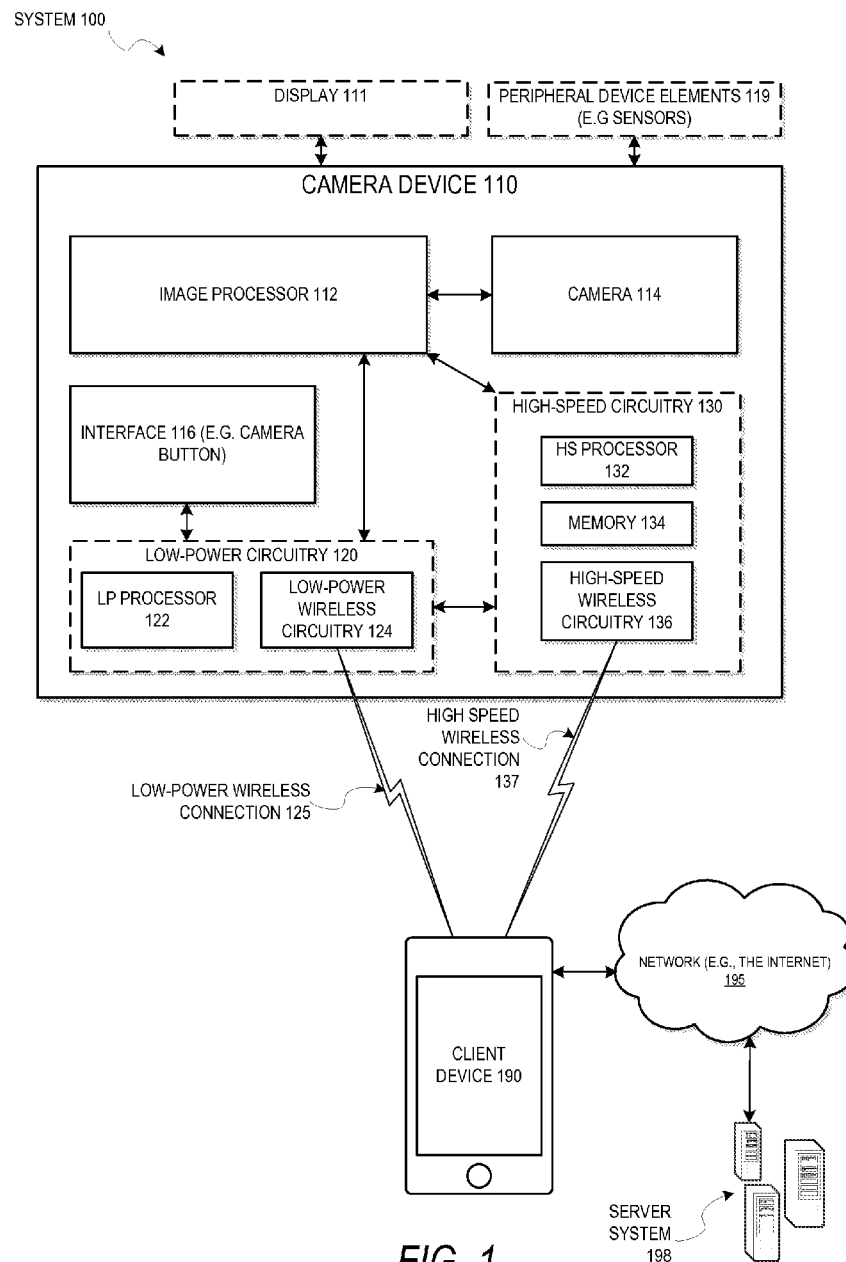 SYSTEM 100
DISPLAY 111
PERIPHERAL DEVICE ELEMENTS 119
(E.G SENSORS)
CAMERA DEVICE 110
IMAGE PROCESSOR 112
CAMERA 114
INTERFACE 116 (E.G. CAMERA
BUTTON)
HIGH-SPEED CIRCUITRY 130
HS PROCESSOR
132
MEMORY 134
HIGH-SPEED
WIRELESS
CIRCUITRY 136
LOW-POWER CIRCUITRY 120
LP PROCESSOR
122
LOW-POWER
WIRELESS
CIRCUITRY 124
HIGH SPEED
WIRELESS
CONNECTION
137
LOW-POWER WIRELESS
CONNECTION 125
NETWORK (E.G., THE INTERNET)
195
CLIENT
DEVICE 190
SERVER
SYSTEM
198
FIG. 1